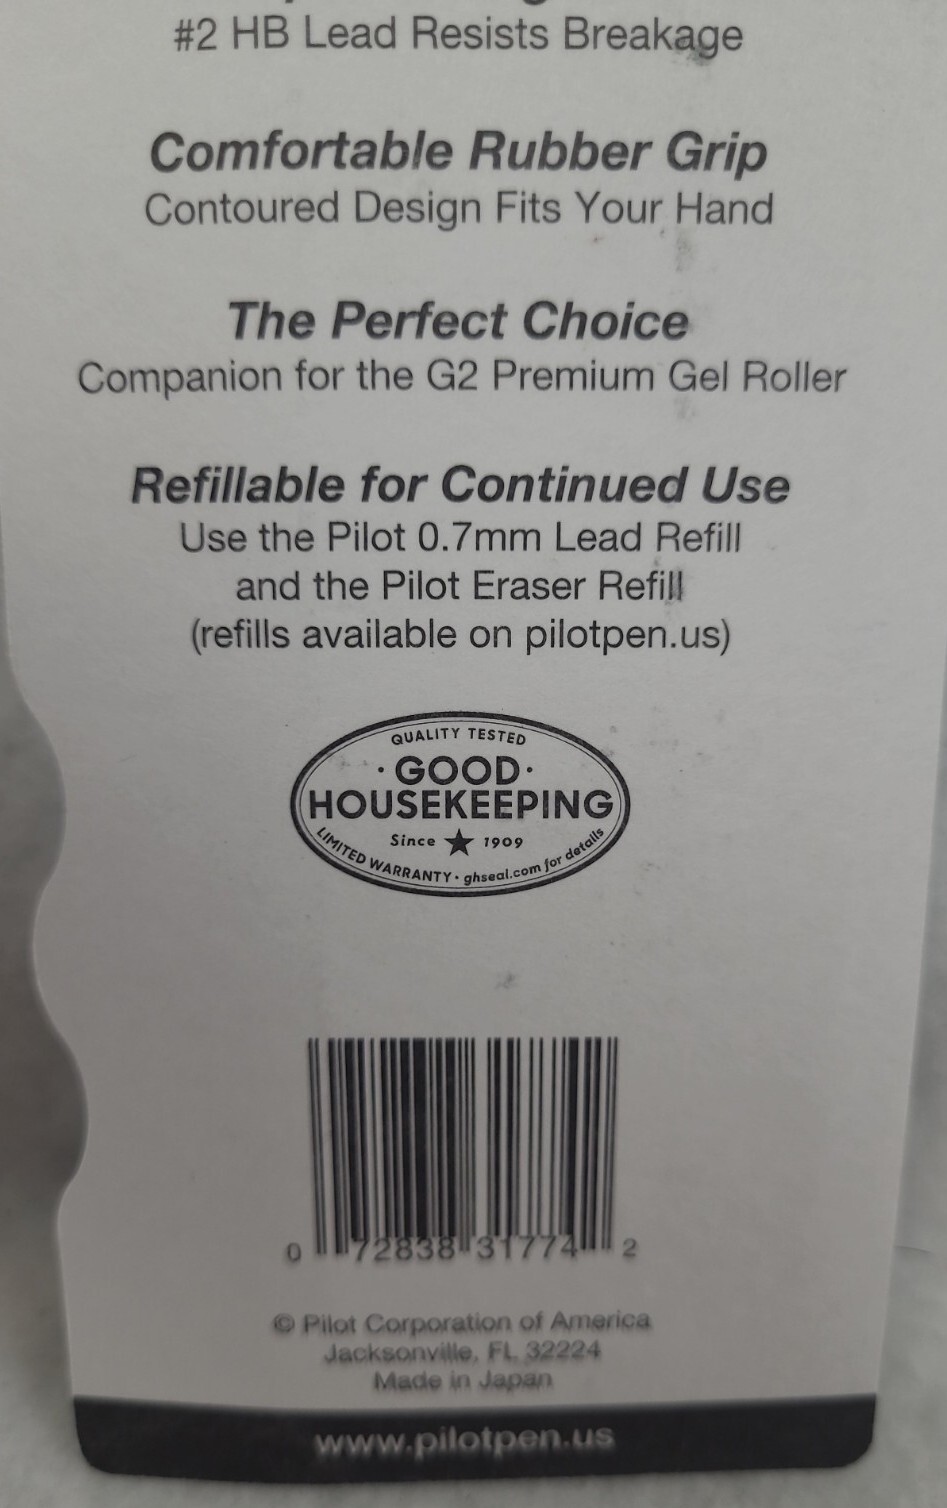 #2 HB Lead Resists Breakage
Comfortable Rubber Grip
Contoured Design Fits Your Hand
The Perfect Choice
Companion for the G2 Premium Gel Roller
Refillable for Continued Use
Use the Pilot 0.7mm Lead Refill
and the Pilot Eraser Refill
(refills available on pilotpen.us)
QUALITY TESTED
· GOOD ·
HOUSEKEEPING
Since ★ 1909
LIMITED WARRANTY · ghseal.com for details
0 72838 31774 2
© Pilot Corporation of America
Jacksonville, FL 32224
Made in Japan
www.pilotpen.us